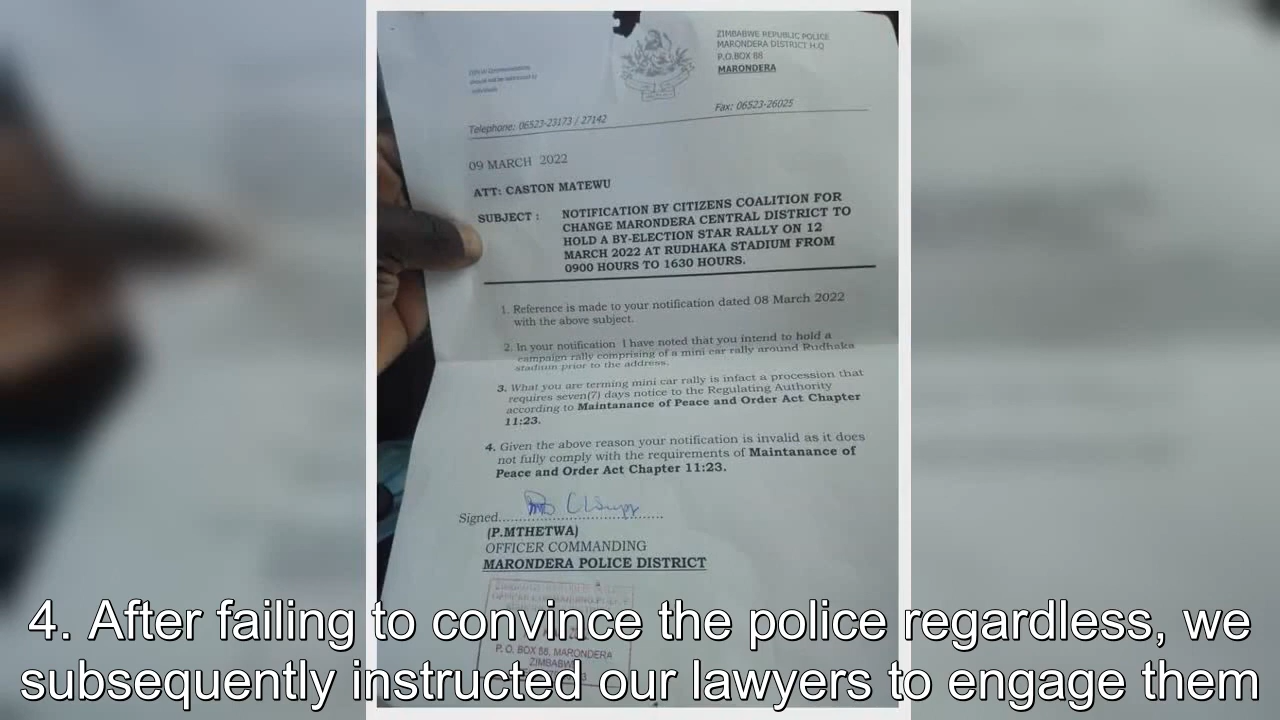 ZIMBABWE REPUBLIC POLICE
MARONDERA DISTRICT H.Q
P.O.BOX 88
MARONDERA
Official Communications
should not be addressed to
individuals
Telephone: 06523-23173 / 27142
Fax: 06523-26025
09 MARCH 2022
ATT: CASTON MATEWU
SUBJECT : NOTIFICATION BY CITIZENS COALITION FOR
CHANGE MARONDERA CENTRAL DISTRICT TO
HOLD A BY-ELECTION STAR RALLY ON 12
MARCH 2022 AT RUDHAKA STADIUM FROM
0900 HOURS TO 1630 HOURS.
1. Reference is made to your notification dated 08 March 2022
with the above subject.
2. In your notification I have noted that you intend to hold a
campaign rally comprising of a mini car rally around Rudhaka
stadium prior to the address.
3. What you are terming mini car rally is infact a procession that
requires seven(7) days notice to the Regulating Authority
according to Maintanance of Peace and Order Act Chapter
11:23.
4. Given the above reason your notification is invalid as it does
not fully comply with the requirements of Maintanance of
Peace and Order Act Chapter 11:23.
Signed
(P.MTHETWA)
OFFICER COMMANDING
MARONDERA POLICE DISTRICT
P. O. BOX 88, MARONDERA
ZIMBABWE
4. After failing to convince the police regardless, we
subsequently instructed our lawyers to engage them